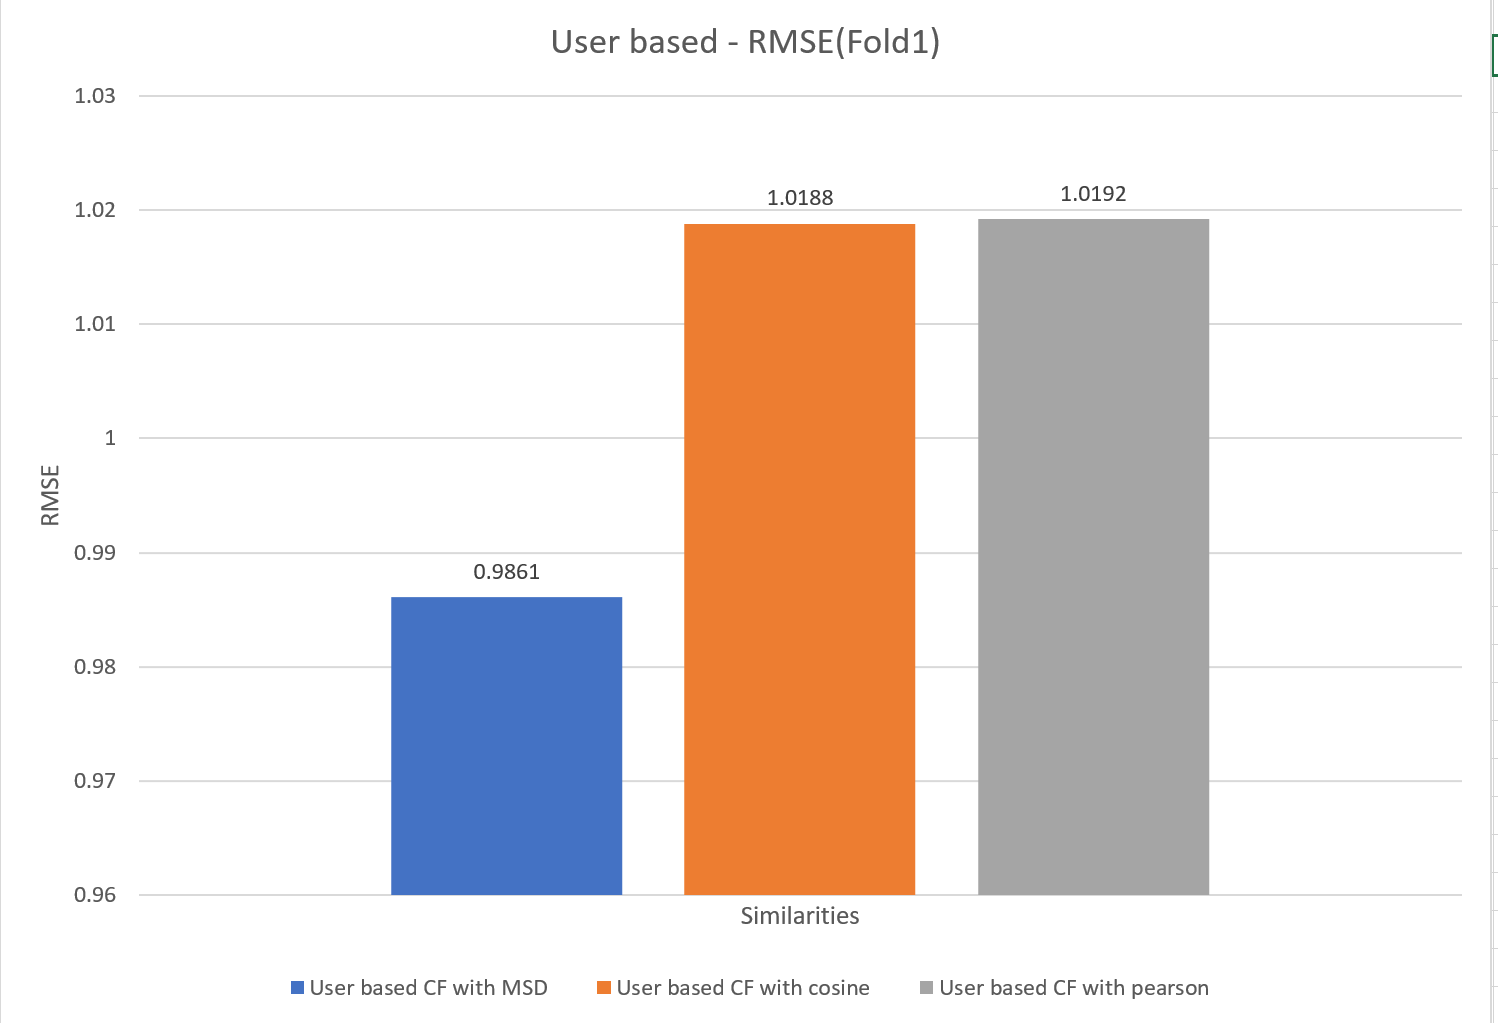 User based - RMSE(Fold1)
1.03
1.02
1.01
1
0.99
0.98
0.97
0.96
RMSE
0.9861
1.0188
1.0192
Similarities
User based CF with MSD
User based CF with cosine
User based CF with pearson